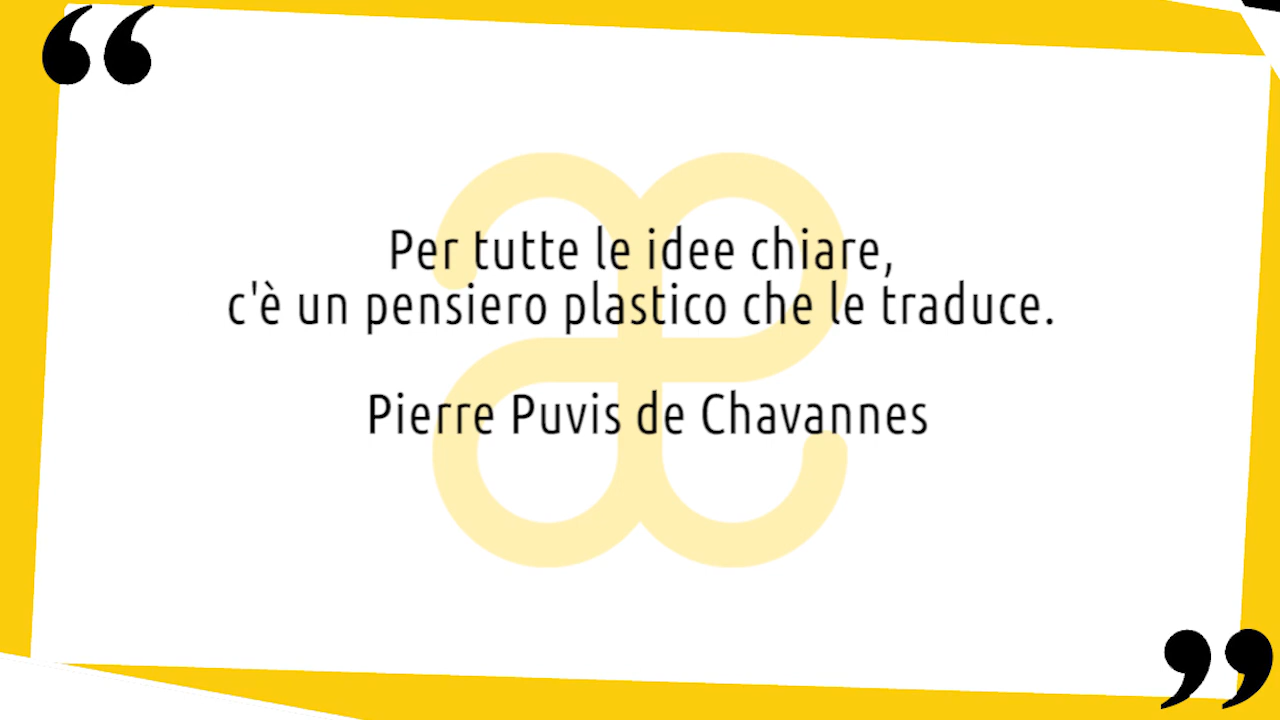 “
Per tutte le idee chiare,
c'è un pensiero plastico che le traduce.
Pierre Puvis de Chavannes
”